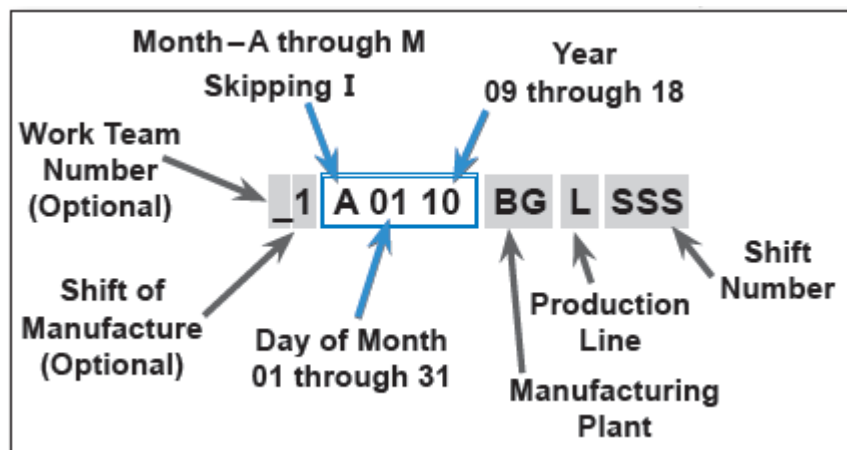 Month–A through M
Skipping I
Year
09 through 18
Work Team
Number
(Optional)
_1 A 01 10 BG L SSS
Shift of
Manufacture
(Optional)
Day of Month
01 through 31
Production
Line
Shift
Number
Manufacturing
Plant